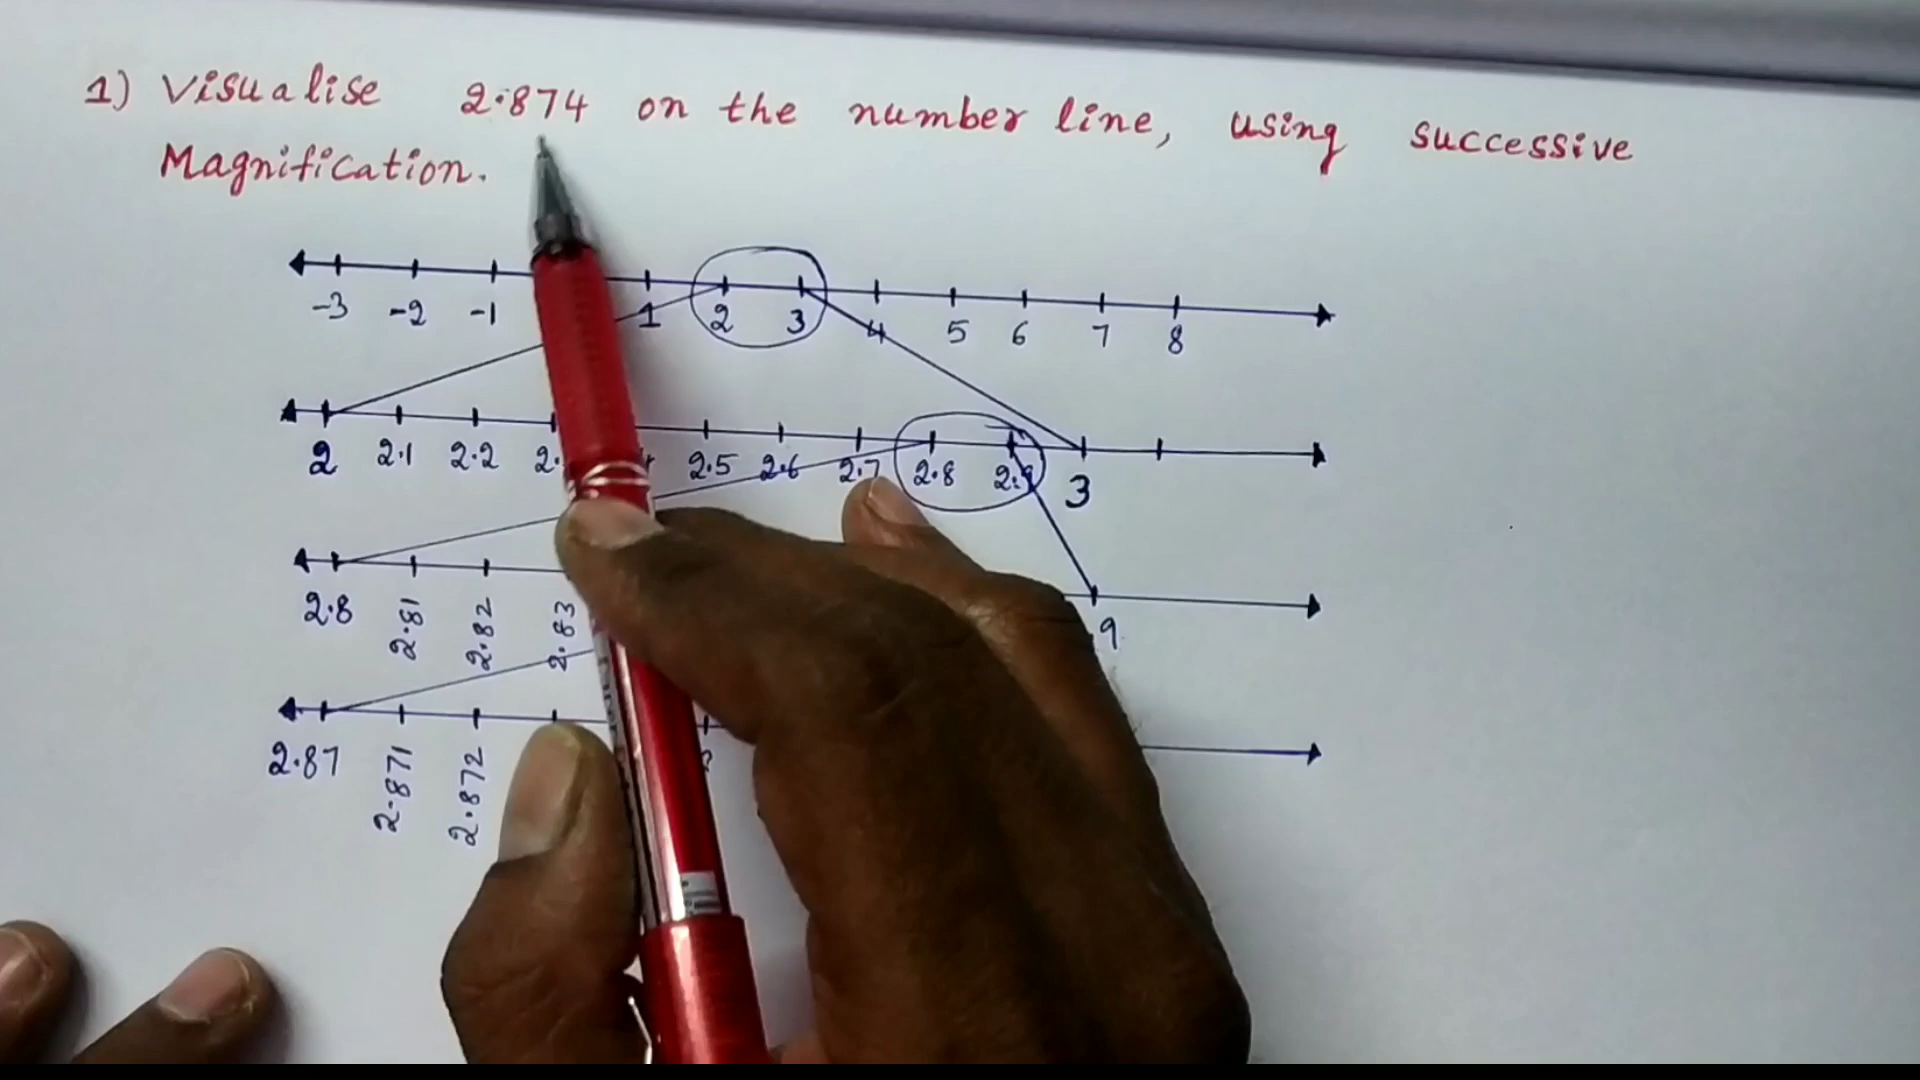 1) Visualise 2.874 on the number line, using successive
Magnification.
-3 -2 -1 1 2 3 4 5 6 7 8
2 2.1 2.2 2.5 2.6 2.7 2.8 2.9 3
2.8 2.81 2.82 2.83
2.87 2.871 2.872